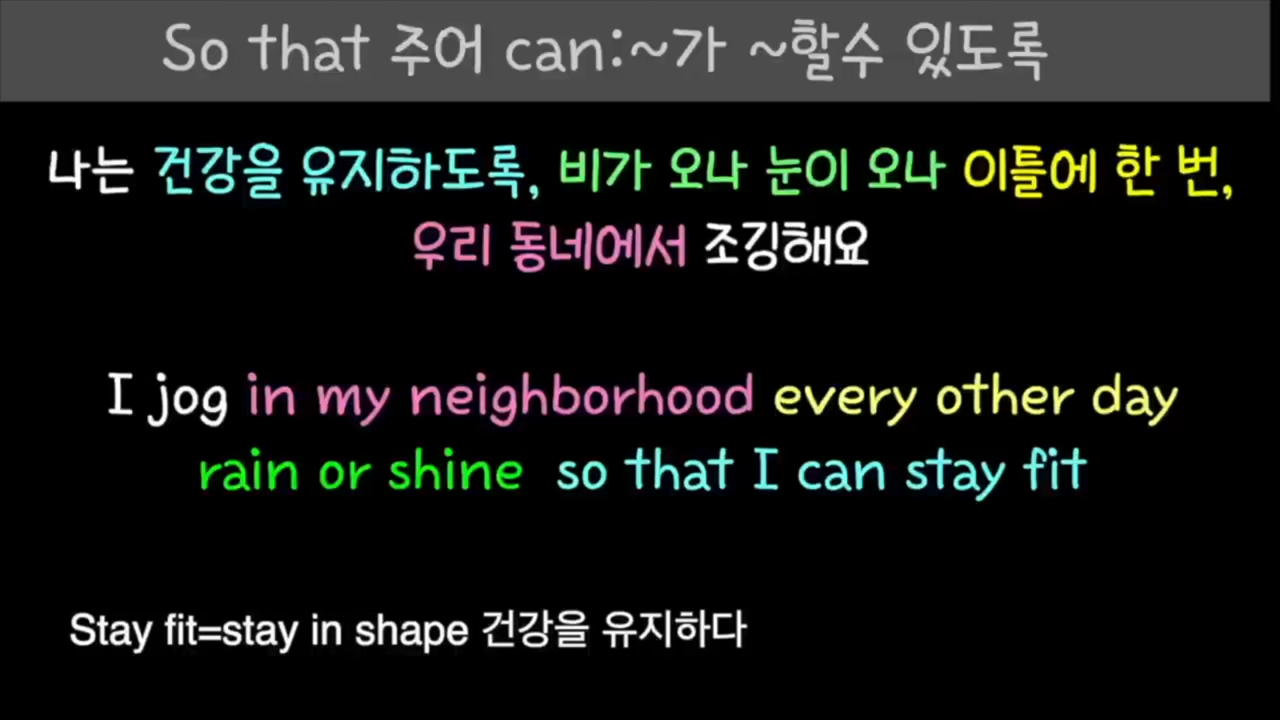 So that 주어 can:~가 ~할수 있도록
나는 건강을 유지하도록, 비가 오나 눈이 오나 이틀에 한 번,
우리 동네에서 조깅해요
I jog in my neighborhood every other day
rain or shine so that I can stay fit
Stay fit=stay in shape 건강을 유지하다